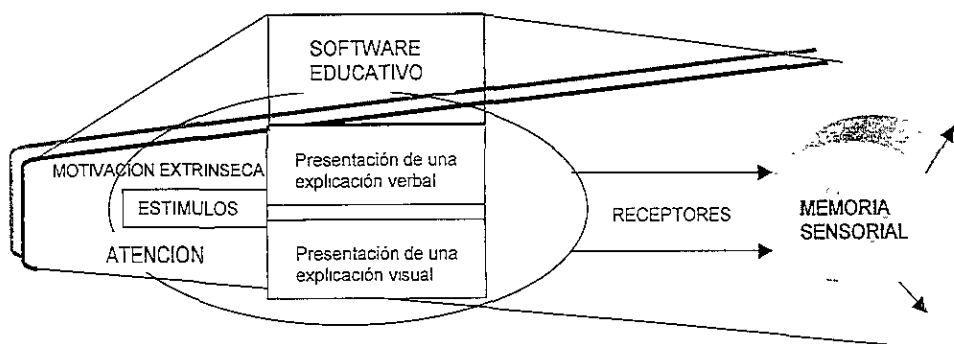 SOFTWARE
EDUCATIVO
MOTIVACION EXTRINSECA
Presentación de una
explicación verbal
ESTIMULOS
RECEPTORES
MEMORIA
SENSORIAL
ATENCION
Presentación de una
explicación visual